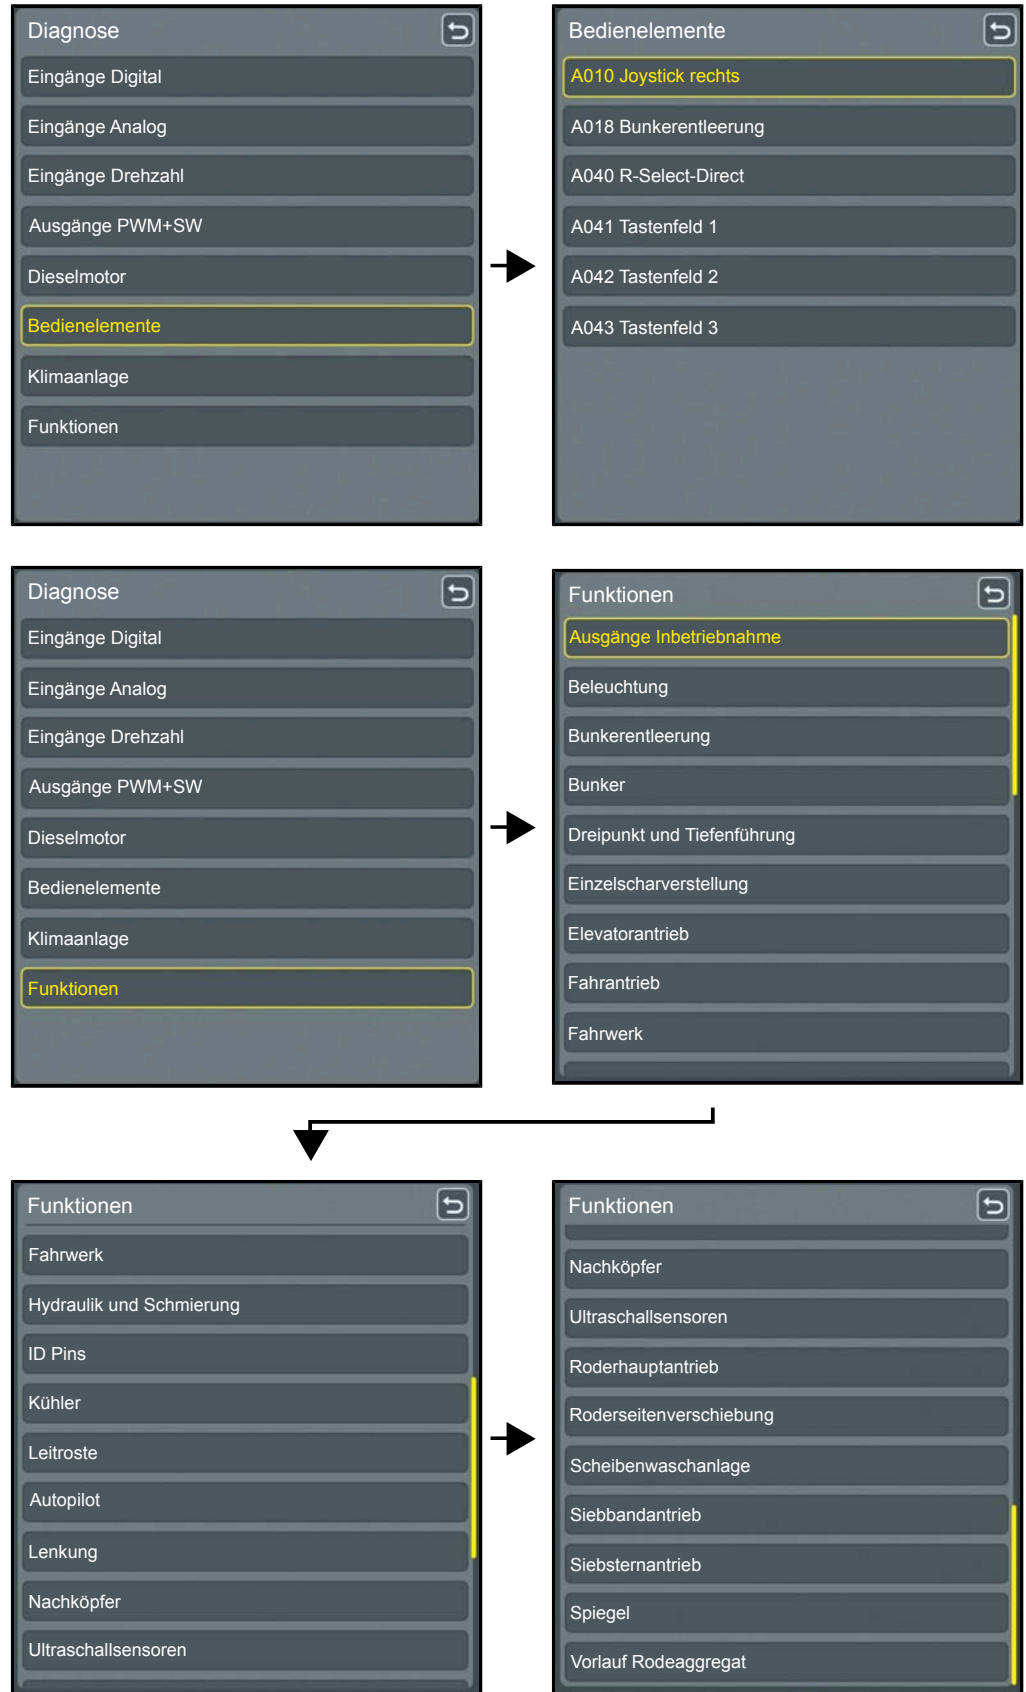 Diagnose
Eingänge Digital
Eingänge Analog
Eingänge Drehzahl
Ausgänge PWM+SW
Dieselmotor
Bedienelemente
Klimaanlage
Funktionen
Bedienelemente
A010 Joystick rechts
A018 Bunkerentleerung
A040 R-Select-Direct
A041 Tastenfeld 1
A042 Tastenfeld 2
A043 Tastenfeld 3
Diagnose
Eingänge Digital
Eingänge Analog
Eingänge Drehzahl
Ausgänge PWM+SW
Dieselmotor
Bedienelemente
Klimaanlage
Funktionen
Funktionen
Ausgänge Inbetriebnahme
Beleuchtung
Bunkerentleerung
Bunker
Dreipunkt und Tiefenführung
Einzelscharverstellung
Elevatorantrieb
Fahrantrieb
Fahrwerk
Funktionen
Fahrwerk
Hydraulik und Schmierung
ID Pins
Kühler
Leitroste
Autopilot
Lenkung
Nachköpfer
Ultraschallsensoren
Funktionen
Nachköpfer
Ultraschallsensoren
Roderhauptantrieb
Roderseitenverschiebung
Scheibenwaschanlage
Siebbandantrieb
Siebsternantrieb
Spiegel
Vorlauf Rodeaggregat